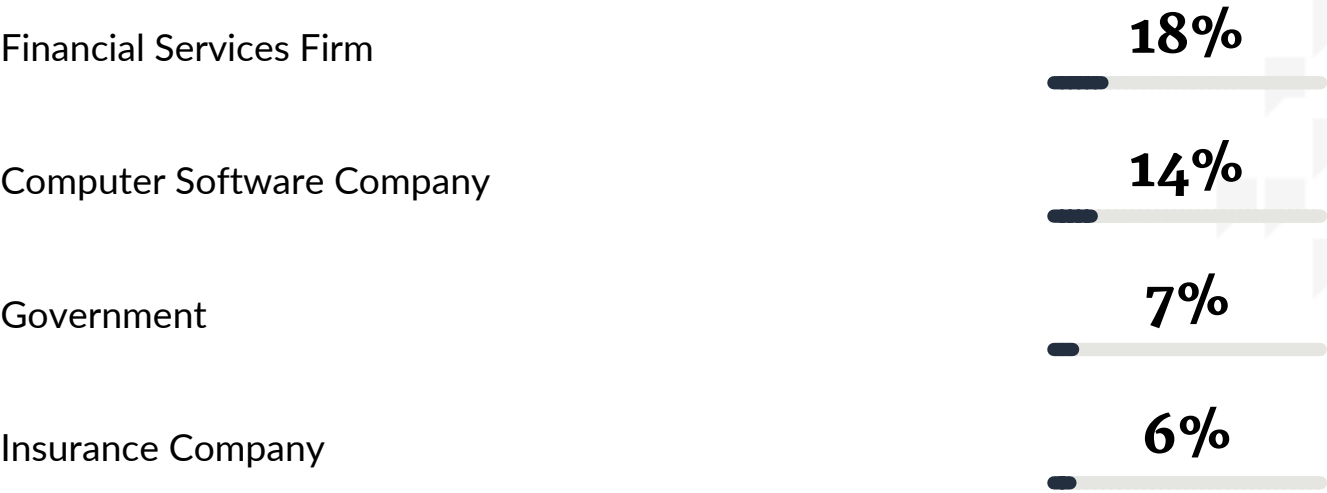 Financial Services Firm 18%
Computer Software Company 14%
Government 7%
Insurance Company 6%